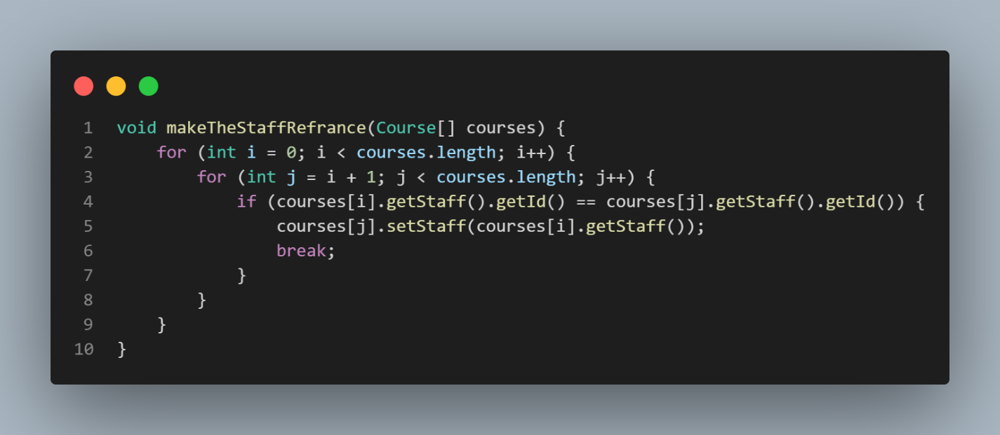 1 void makeTheStaffRefrance(Course[] courses) {
2     for (int i = 0; i < courses.length; i++) {
3         for (int j = i + 1; j < courses.length; j++) {
4             if (courses[i].getStaff().getId() == courses[j].getStaff().getId()) {
5                 courses[j].setStaff(courses[i].getStaff());
6                 break;
7             }
8         }
9     }
10 }